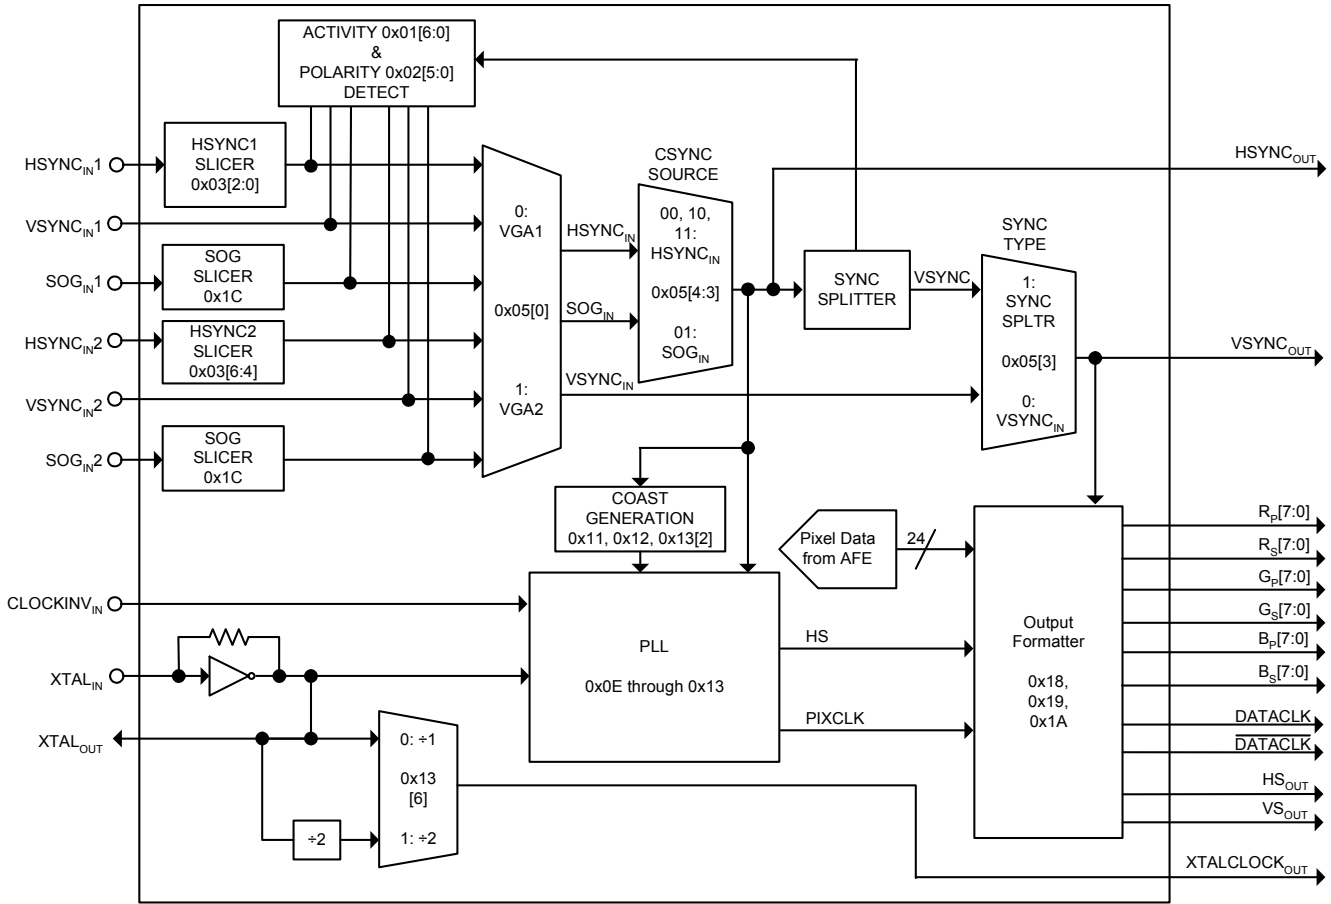 ACTIVITY 0x01[6:0]
&
POLARITY 0x02[5:0]
DETECT
HSYNC_IN1
HSYNC1
SLICER
0x03[2:0]
VSYNC_IN1
SOG_IN1
SOG
SLICER
0x1C
HSYNC_IN2
HSYNC2
SLICER
0x03[6:4]
VSYNC_IN2
SOG_IN2
SOG
SLICER
0x1C
0:
VGA1
0x05[0]
1:
VGA2
HSYNC_IN
SOG_IN
VSYNC_IN
CSYNC
SOURCE
00, 10,
11:
HSYNC_IN
0x05[4:3]
01:
SOG_IN
SYNC
SPLITTER
VSYNC
SYNC
TYPE
1:
SYNC
SPLTR
0x05[3]
0:
VSYNC_IN
HSYNC_OUT
VSYNC_OUT
COAST
GENERATION
0x11, 0x12, 0x13[2]
Pixel Data
from AFE
24
CLOCKINV_IN
XTAL_IN
XTAL_OUT
PLL
0x0E through 0x13
HS
PIXCLK
0: ÷1
0x13
[6]
1: ÷2
÷2
Output
Formatter
0x18,
0x19,
0x1A
R_P[7:0]
R_S[7:0]
G_P[7:0]
G_S[7:0]
B_P[7:0]
B_S[7:0]
DATACLK
DATACLK
HS_OUT
VS_OUT
XTALCLOCK_OUT